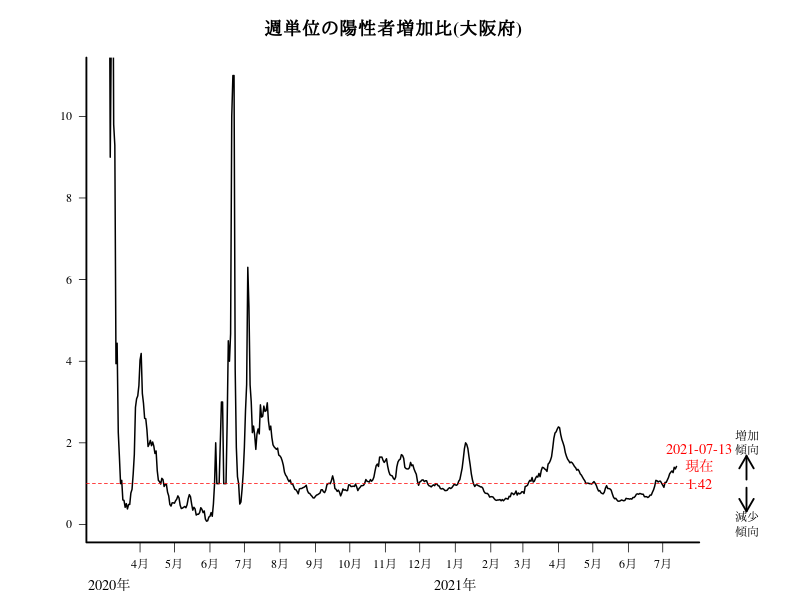 週単位の陽性者増加比(大阪府)
10
8
6
4
2
0
増加
傾向
2021-07-13
現在
1.42
減少
傾向
4月 5月 6月 7月 8月 9月 10月 11月 12月 1月 2月 3月 4月 5月 6月 7月
2020年 2021年